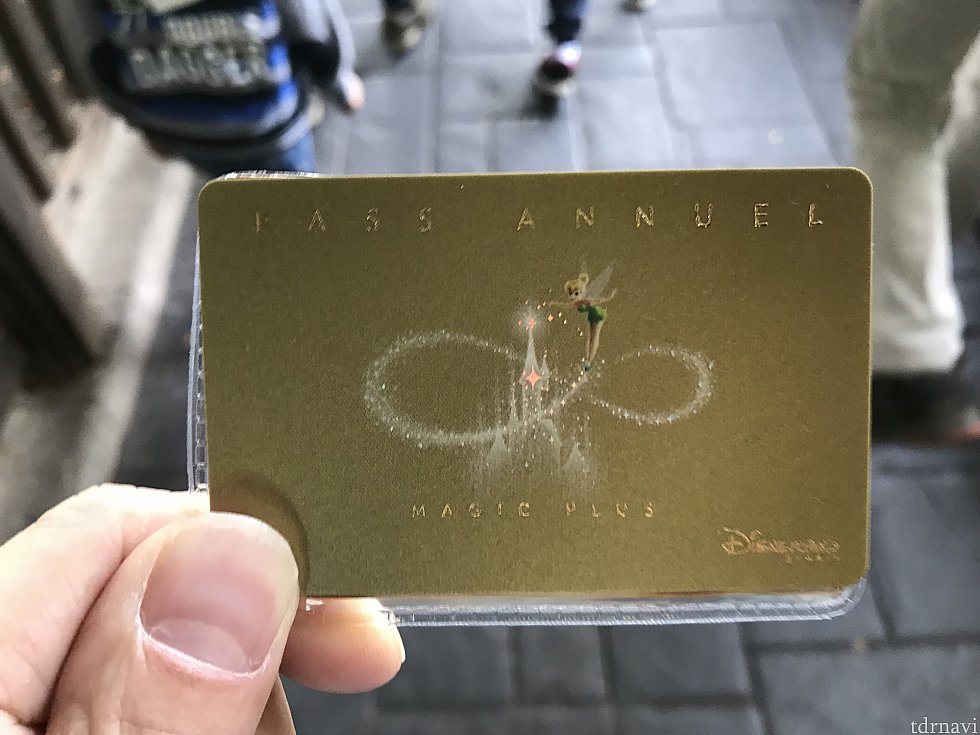 PASS ANNUEL
MAGIC PLUS
Disneyland
PARIS
tdrnavi